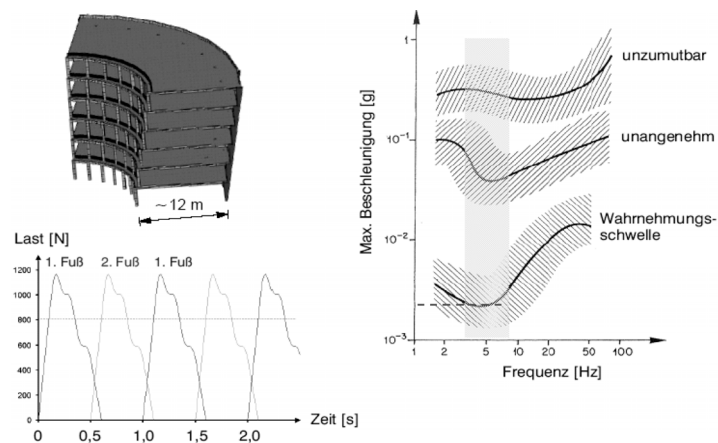 ~12 m
Last [N]
1. Fuß 2. Fuß 1. Fuß
1200
1000
800
600
400
200
0
0 0,5 1,0 1,5 2,0 Zeit [s]
Max. Beschleunigung [g]
1
10⁻¹
10⁻²
10⁻³
unzumutbar
unangenehm
Wahrnehmungs-
schwelle
1 2 5 10 20 50 100
Frequenz [Hz]